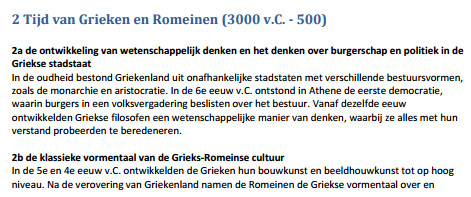 2 Tijd van Grieken en Romeinen (3000 v.C. - 500)
2a de ontwikkeling van wetenschappelijk denken en het denken over burgerschap en politiek in de
Griekse stadstaat
In de oudheid bestond Griekenland uit onafhankelijke stadstaten met verschillende bestuursvormen,
zoals de monarchie en aristocratie. In de 6e eeuw v.C. ontstond in Athene de eerste democratie,
waarin burgers in een volksvergadering beslisten over het bestuur. Vanaf dezelfde eeuw
ontwikkelden Griekse filosofen een wetenschappelijke manier van denken, waarbij ze alles met hun
verstand probeerden te beredeneren.
2b de klassieke vormentaal van de Grieks-Romeinse cultuur
In de 5e en 4e eeuw v.C. ontwikkelden de Grieken hun bouwkunst en beeldhouwkunst tot op hoog
niveau. Na de verovering van Griekenland namen de Romeinen de Griekse vormentaal over en